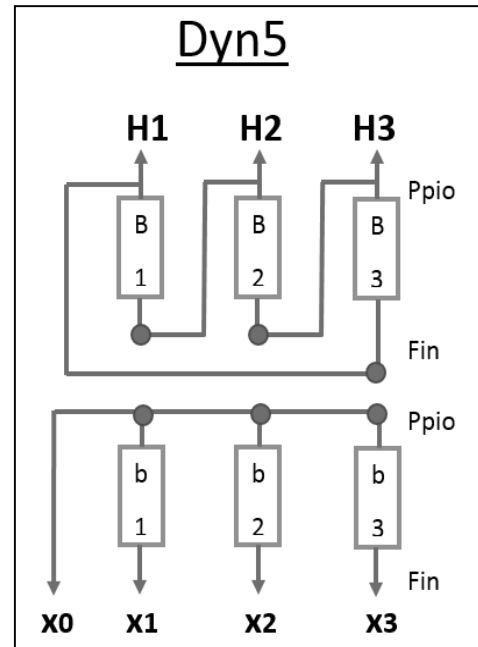 Dyn5
H1 H2 H3
Ppio
B B B
1 2 3
Fin
Ppio
b b b
1 2 3
Fin
x0 x1 x2 x3